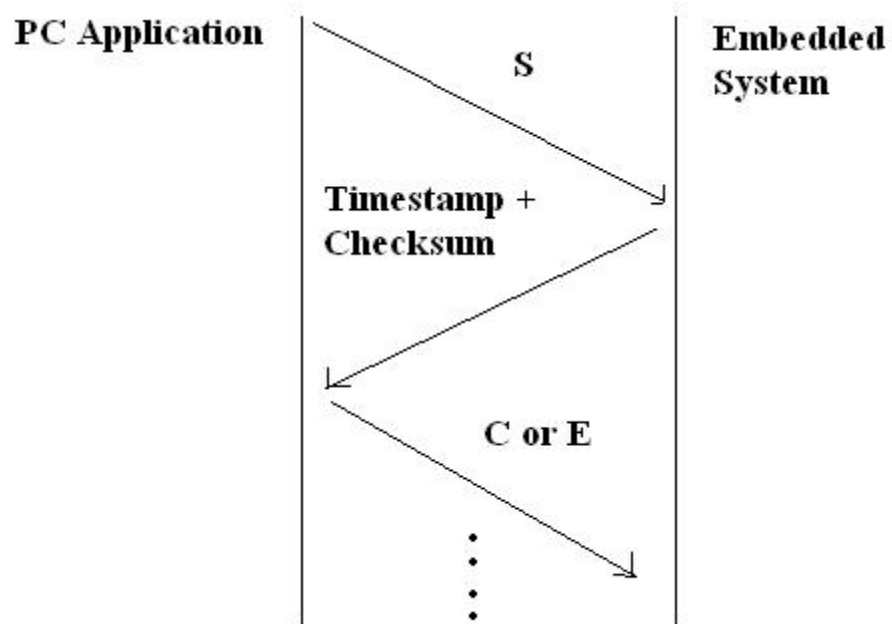 PC Application
Embedded
System
S
Timestamp +
Checksum
C or E